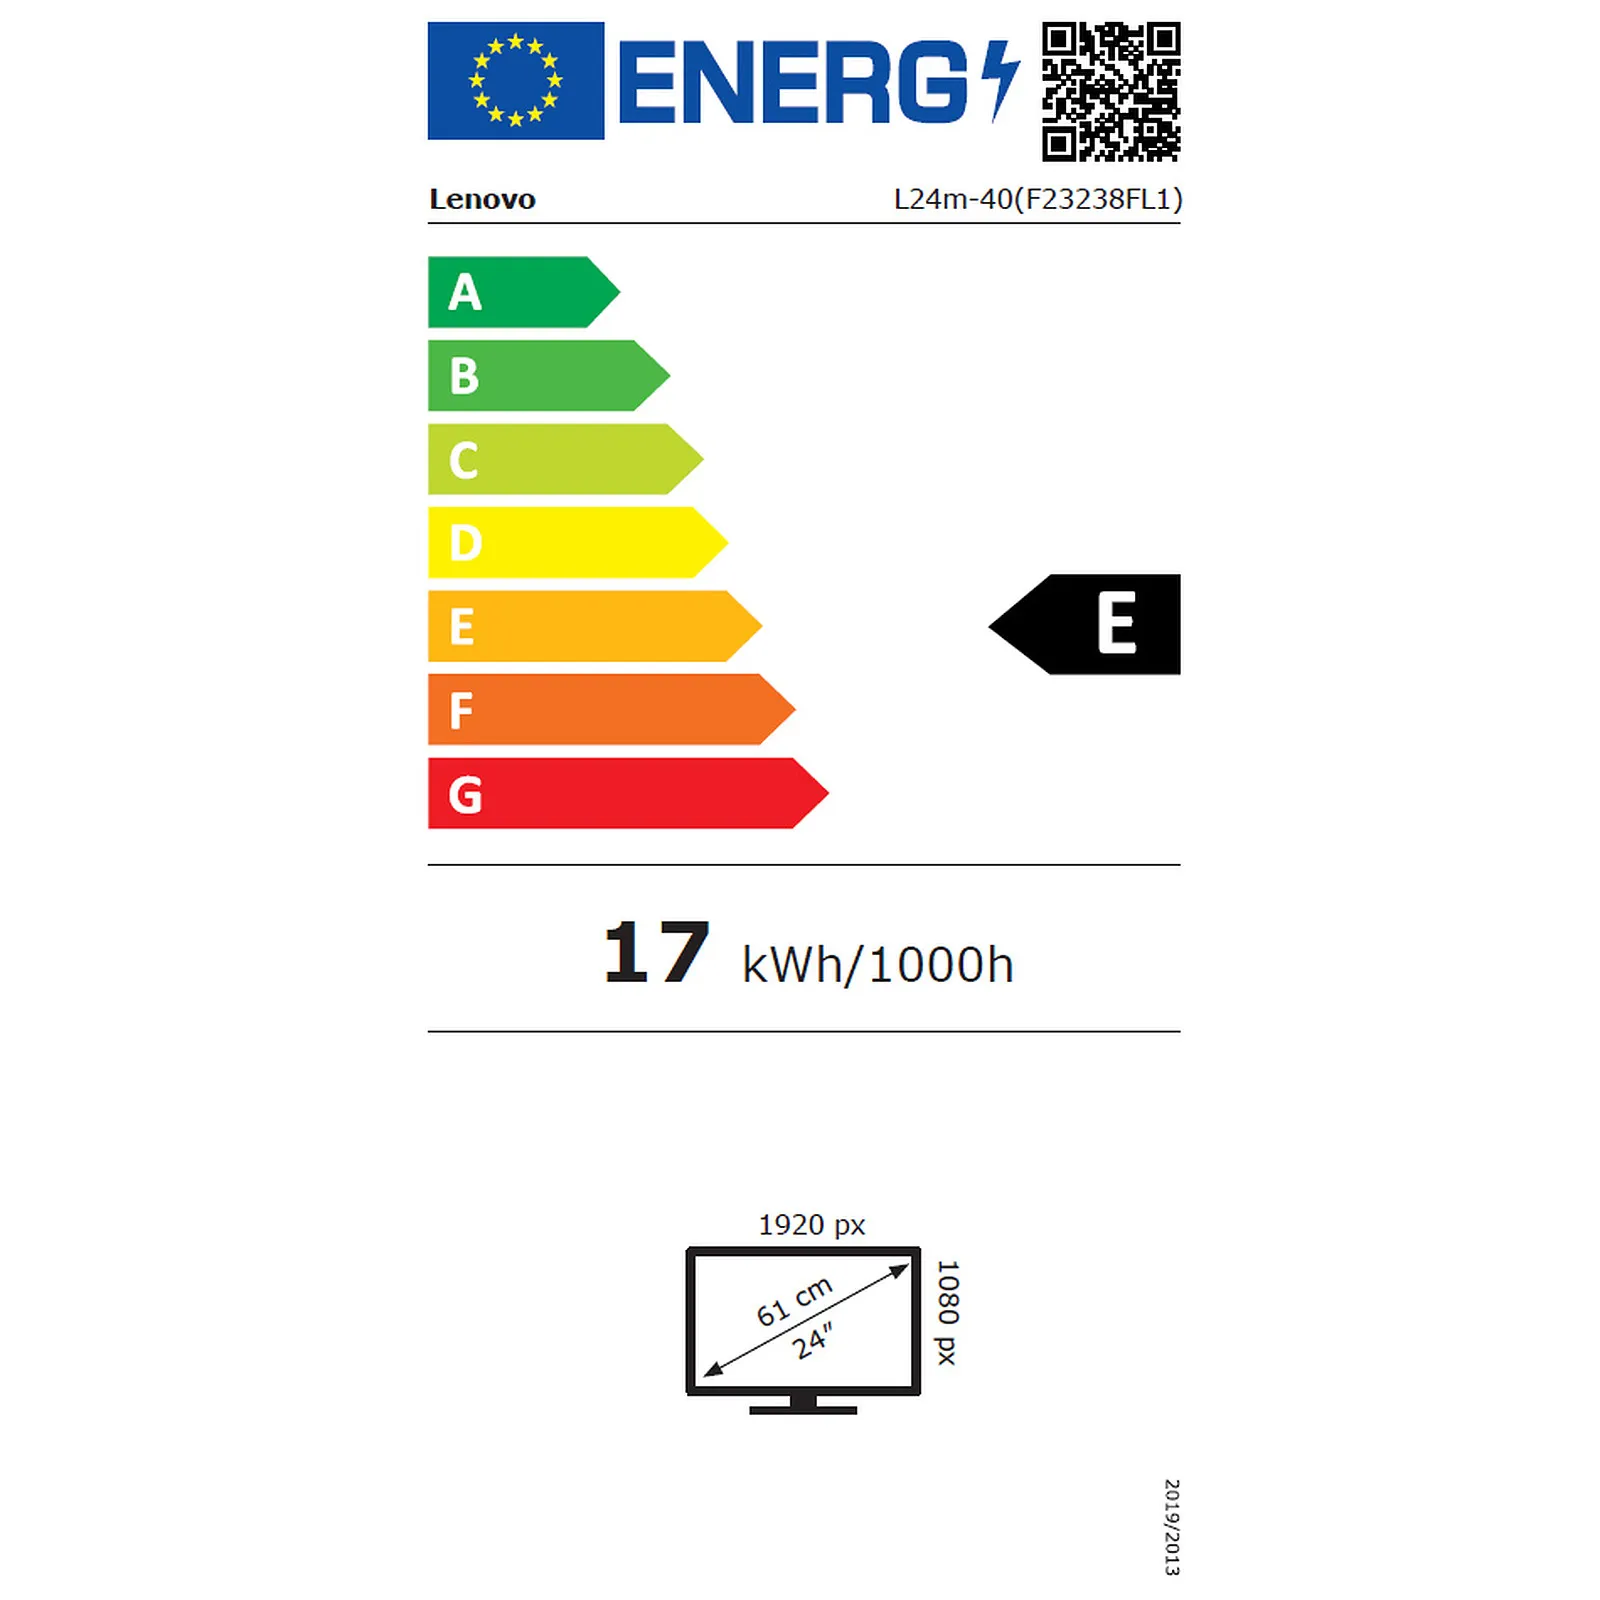 ENERG
Lenovo
L24m-40(F23238FL1)
A
B
C
D
E
E
F
G
17 kWh/1000h
1920 px
1080 px
61 cm
24"
2019/2013